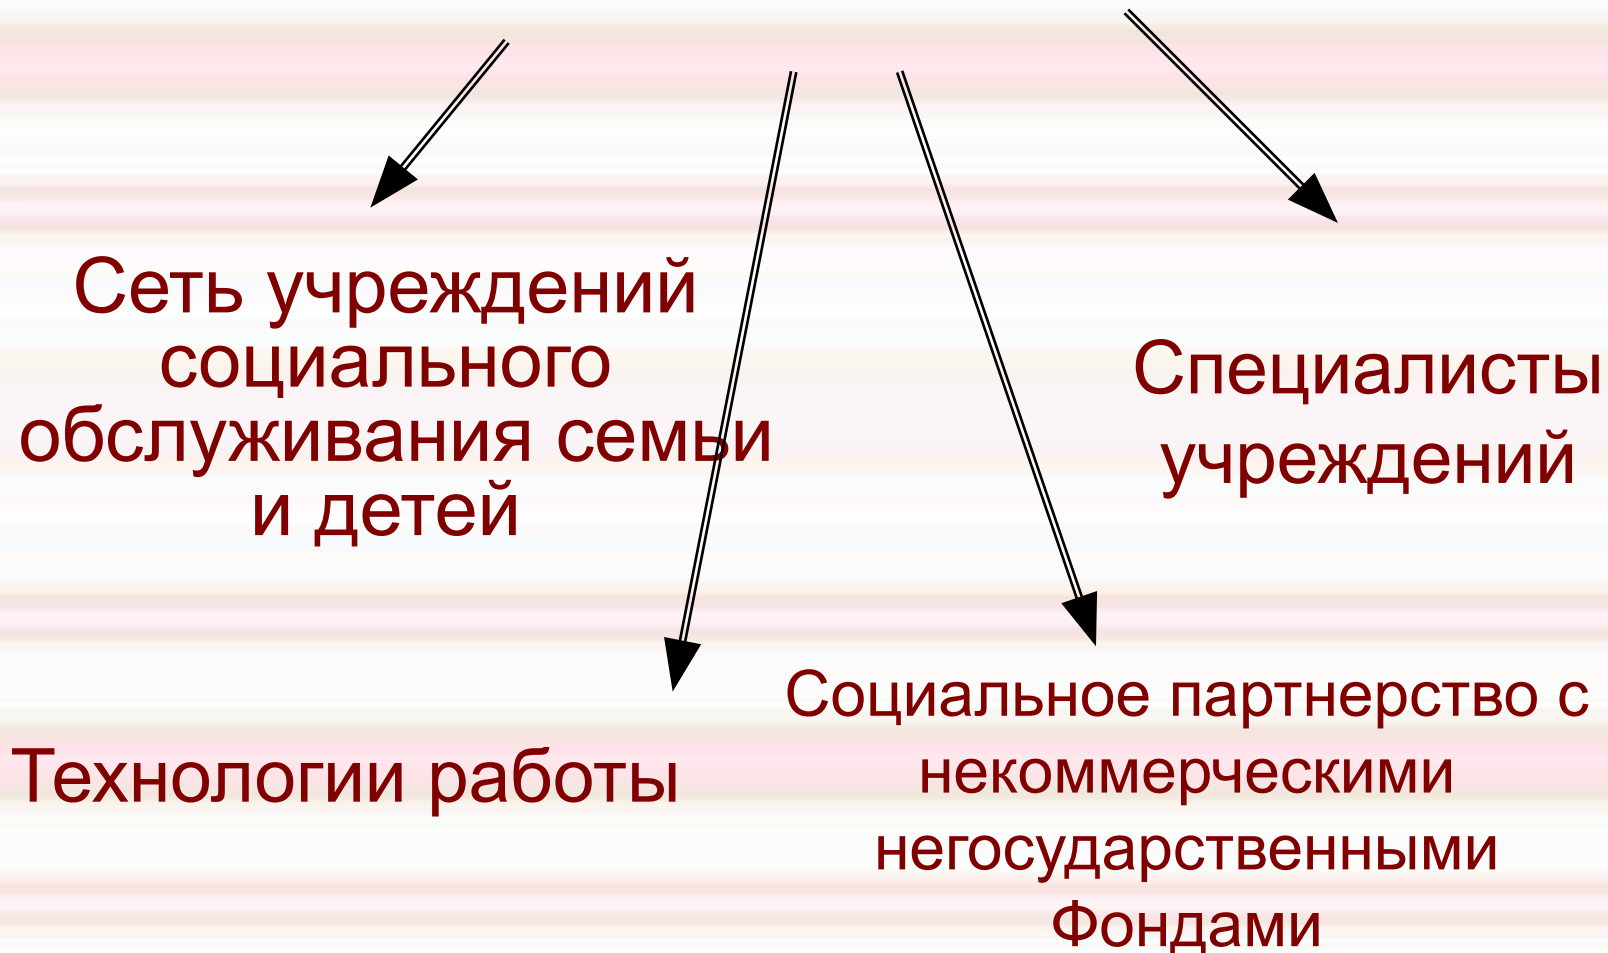 Сеть учреждений
социального
обслуживания семьи
и детей
Специалисты
учреждений
Технологии работы
Социальное партнерство с
некоммерческими
негосударственными
Фондами